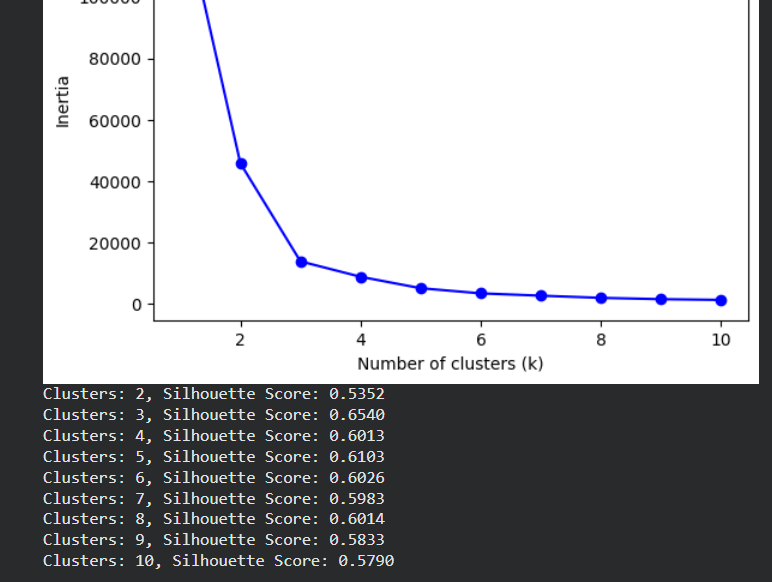 100000
80000
60000
40000
20000
0
Inertia
2 4 6 8 10
Number of clusters (k)
Clusters: 2, Silhouette Score: 0.5352
Clusters: 3, Silhouette Score: 0.6540
Clusters: 4, Silhouette Score: 0.6013
Clusters: 5, Silhouette Score: 0.6103
Clusters: 6, Silhouette Score: 0.6026
Clusters: 7, Silhouette Score: 0.5983
Clusters: 8, Silhouette Score: 0.6014
Clusters: 9, Silhouette Score: 0.5833
Clusters: 10, Silhouette Score: 0.5790